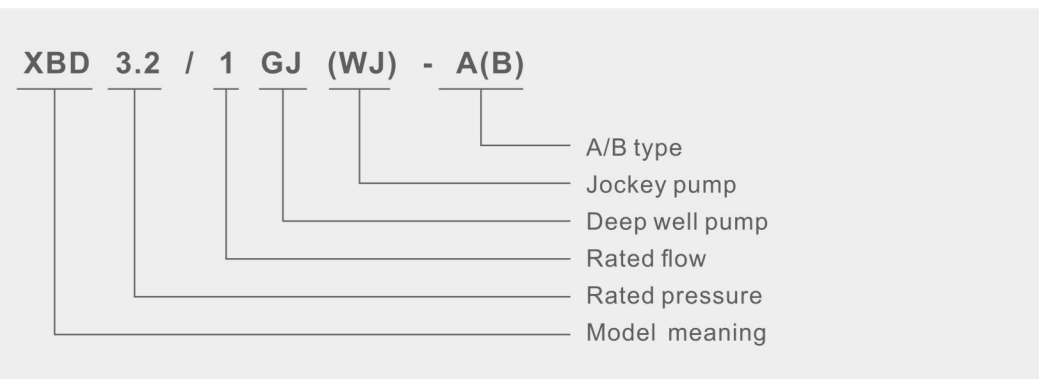 XBD 3.2 / 1 GJ (WJ) - A(B)
A/B type
Jockey pump
Deep well pump
Rated flow
Rated pressure
Model meaning